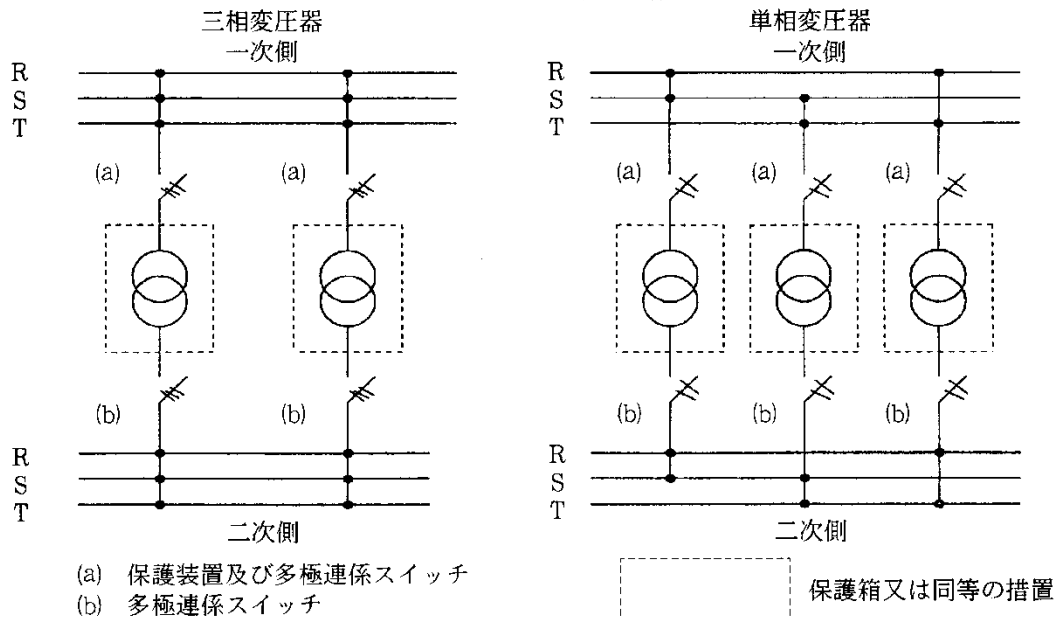 三相変圧器
一次側
R
S
T
(a)
(a)
(b)
(b)
R
S
T
二次側
(a) 保護装置及び多極連係スイッチ
(b) 多極連係スイッチ
単相変圧器
一次側
R
S
T
(a)
(a)
(a)
(b)
(b)
(b)
R
S
T
二次側
保護箱又は同等の措置